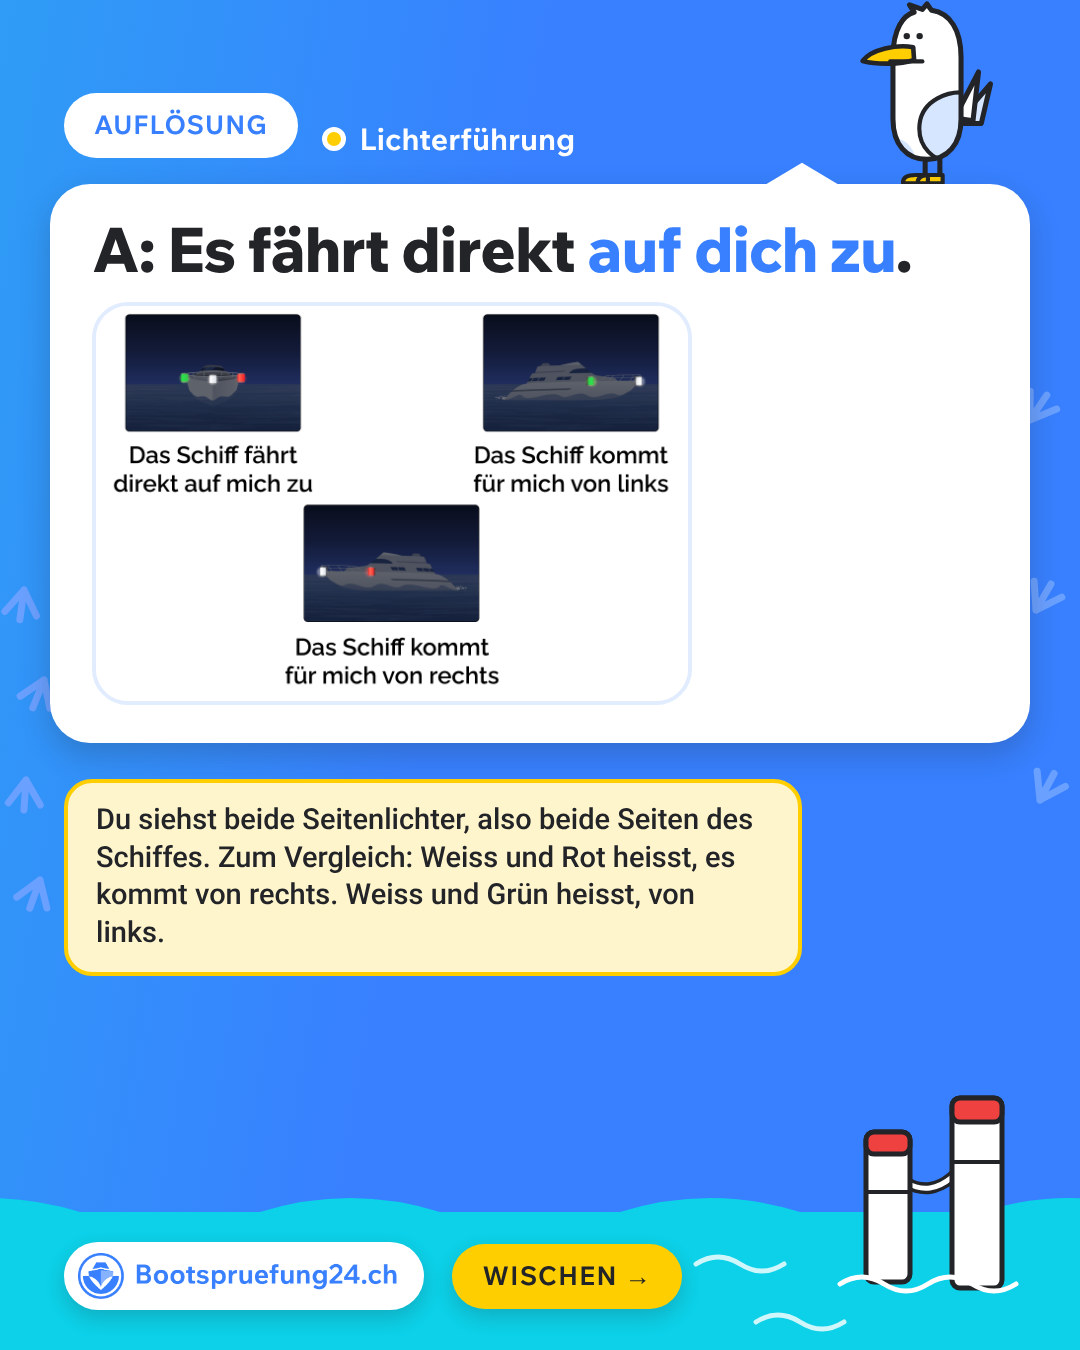 AUFLÖSUNG
Lichterführung
A: Es fährt direkt auf dich zu.
Das Schiff fährt
direkt auf mich zu
Das Schiff kommt
für mich von links
Das Schiff kommt
für mich von rechts
Du siehst beide Seitenlichter, also beide Seiten des
Schiffes. Zum Vergleich: Weiss und Rot heisst, es
kommt von rechts. Weiss und Grün heisst, von
links.
Bootspruefung24.ch
WISCHEN →